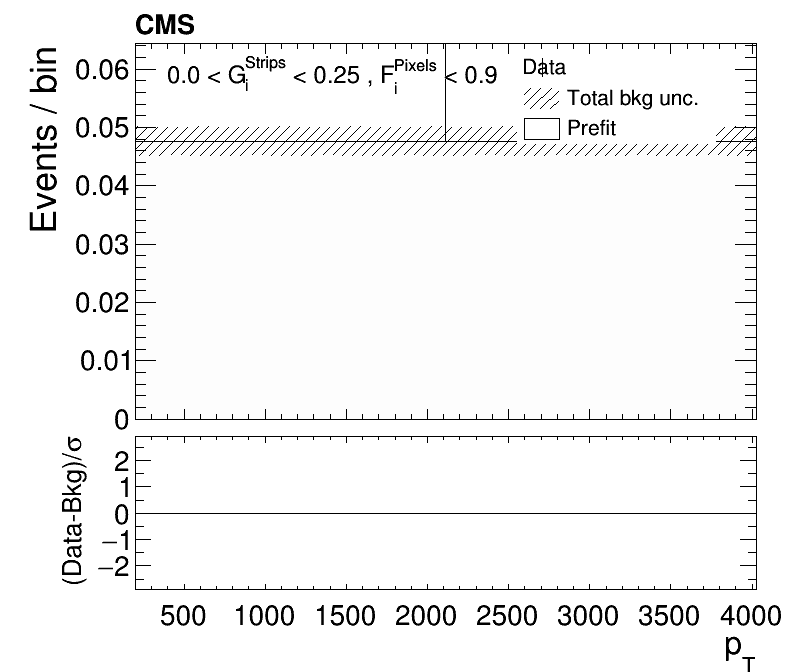 CMS
Events / bin
0.0 < G_i^Strips < 0.25 , F_i^Pixels < 0.9
Data
Total bkg unc.
Prefit
0.06
0.05
0.04
0.03
0.02
0.01
0
(Data-Bkg)/σ
2
1
0
−1
−2
500 1000 1500 2000 2500 3000 3500 4000
p_T